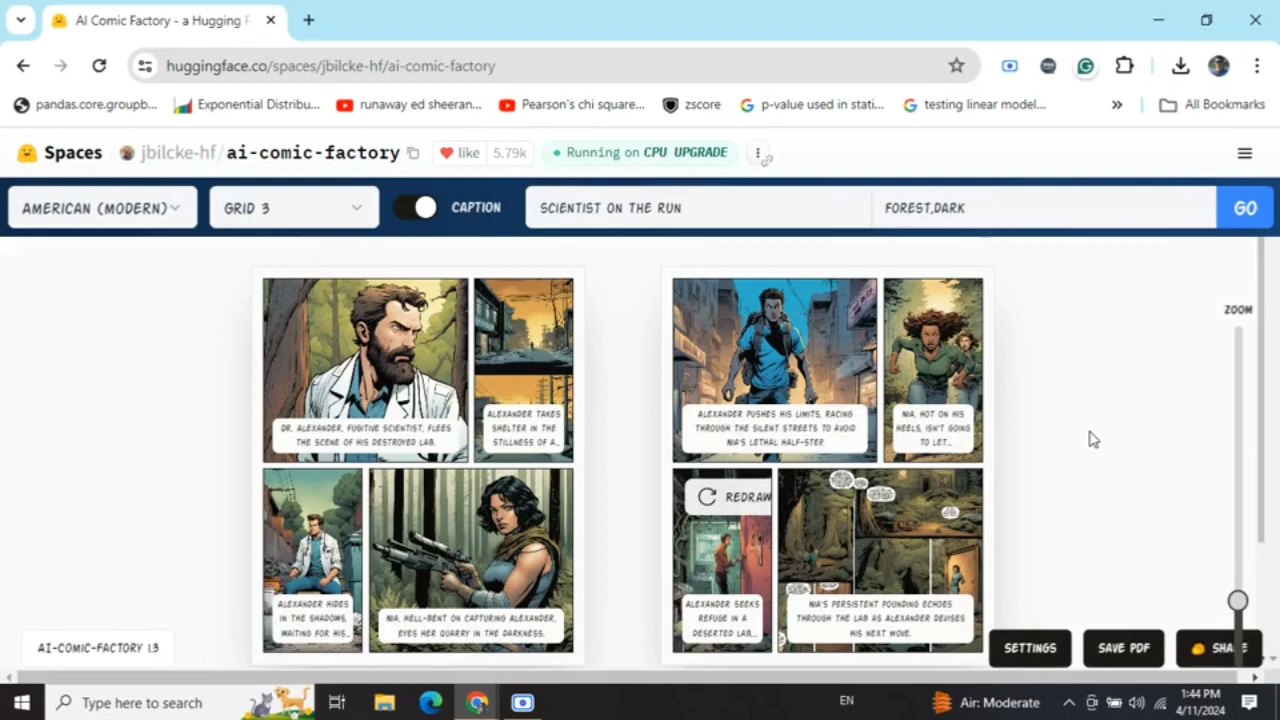 AI Comic Factory - a Hugging F
huggingface.co/spaces/jbilcke-hf/ai-comic-factory
pandas.core.groupb...
Exponential Distribu...
runaway ed sheeran...
Pearson's chi square...
zscore
p-value used in stati...
testing linear model...
All Bookmarks
Spaces
jbilcke-hf/ai-comic-factory
like 5.79k
Running on CPU UPGRADE
AMERICAN (MODERN)
GRID 3
CAPTION
SCIENTIST ON THE RUN
FOREST,DARK
GO
ZOOM
DR. ALEXANDER, FUGITIVE SCIENTIST, FLEES
THE SCENE OF HIS DESTROYED LAB.
ALEXANDER TAKES
SHELTER IN THE
STILLNESS OF A...
ALEXANDER HIDES
IN THE SHADOWS,
WAITING FOR HIS...
NIA, HELL-BENT ON CAPTURING ALEXANDER,
EYES HER QUARRY IN THE DARKNESS.
ALEXANDER PUSHES HIS LIMITS, RACING
THROUGH THE SILENT STREETS TO AVOID
NIA'S LETHAL HALF-STEP.
NIA, HOT ON HIS
HEELS, ISN'T GOING
TO LET...
REDRAW
ALEXANDER SEEKS
REFUGE IN A
DESERTED LAB,...
NIA'S PERSISTENT POUNDING ECHOES
THROUGH THE LAB AS ALEXANDER DEVISES
HIS NEXT MOVE.
AI-COMIC-FACTORY 1.3
SETTINGS
SAVE PDF
SHARE
Type here to search
EN
Air: Moderate
1:44 PM
4/11/2024